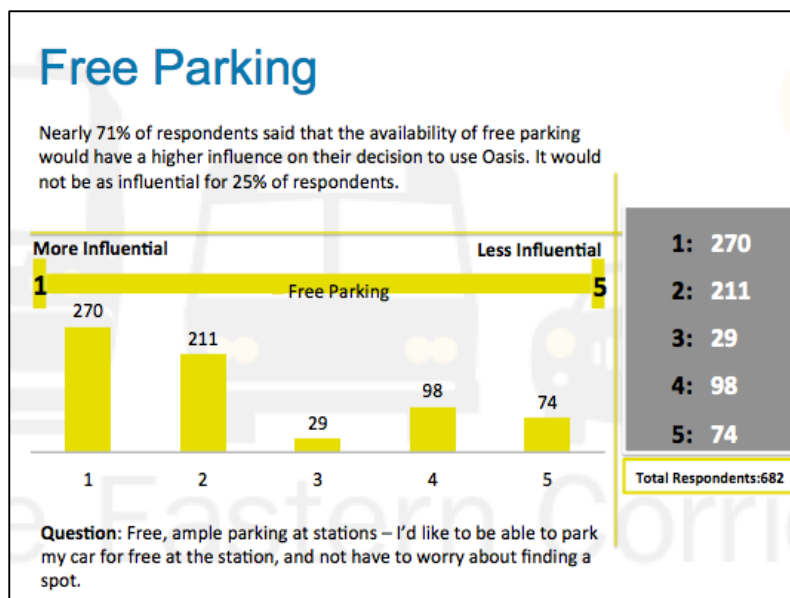 Free Parking
Nearly 71% of respondents said that the availability of free parking
would have a higher influence on their decision to use Oasis. It would
not be as influential for 25% of respondents.
More Influential
Less Influential
1
Free Parking
5
270
211
29
98
74
1
2
3
4
5
1: 270
2: 211
3: 29
4: 98
5: 74
Total Respondents:682
Question: Free, ample parking at stations – I'd like to be able to park
my car for free at the station, and not have to worry about finding a
spot.
e Eastern Corri